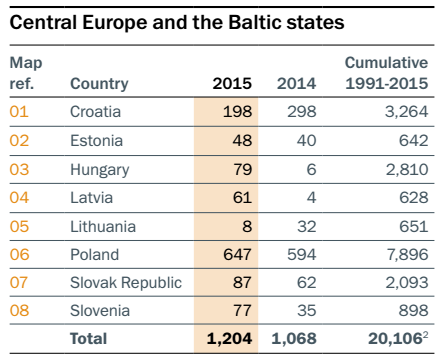 Central Europe and the Baltic states
Map ref. Country 2015 2014 Cumulative 1991-2015
01 Croatia 198 298 3,264
02 Estonia 48 40 642
03 Hungary 79 6 2,810
04 Latvia 61 4 628
05 Lithuania 8 32 651
06 Poland 647 594 7,896
07 Slovak Republic 87 62 2,093
08 Slovenia 77 35 898
Total 1,204 1,068 20,106²